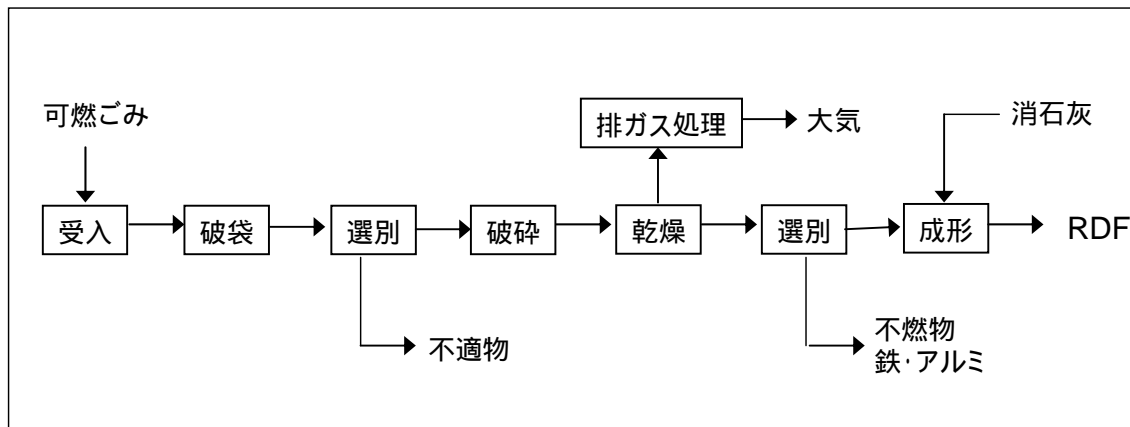 可燃ごみ
排ガス処理
大気
消石灰
受入
破袋
選別
破砕
乾燥
選別
成形
RDF
不適物
不燃物
鉄・アルミ